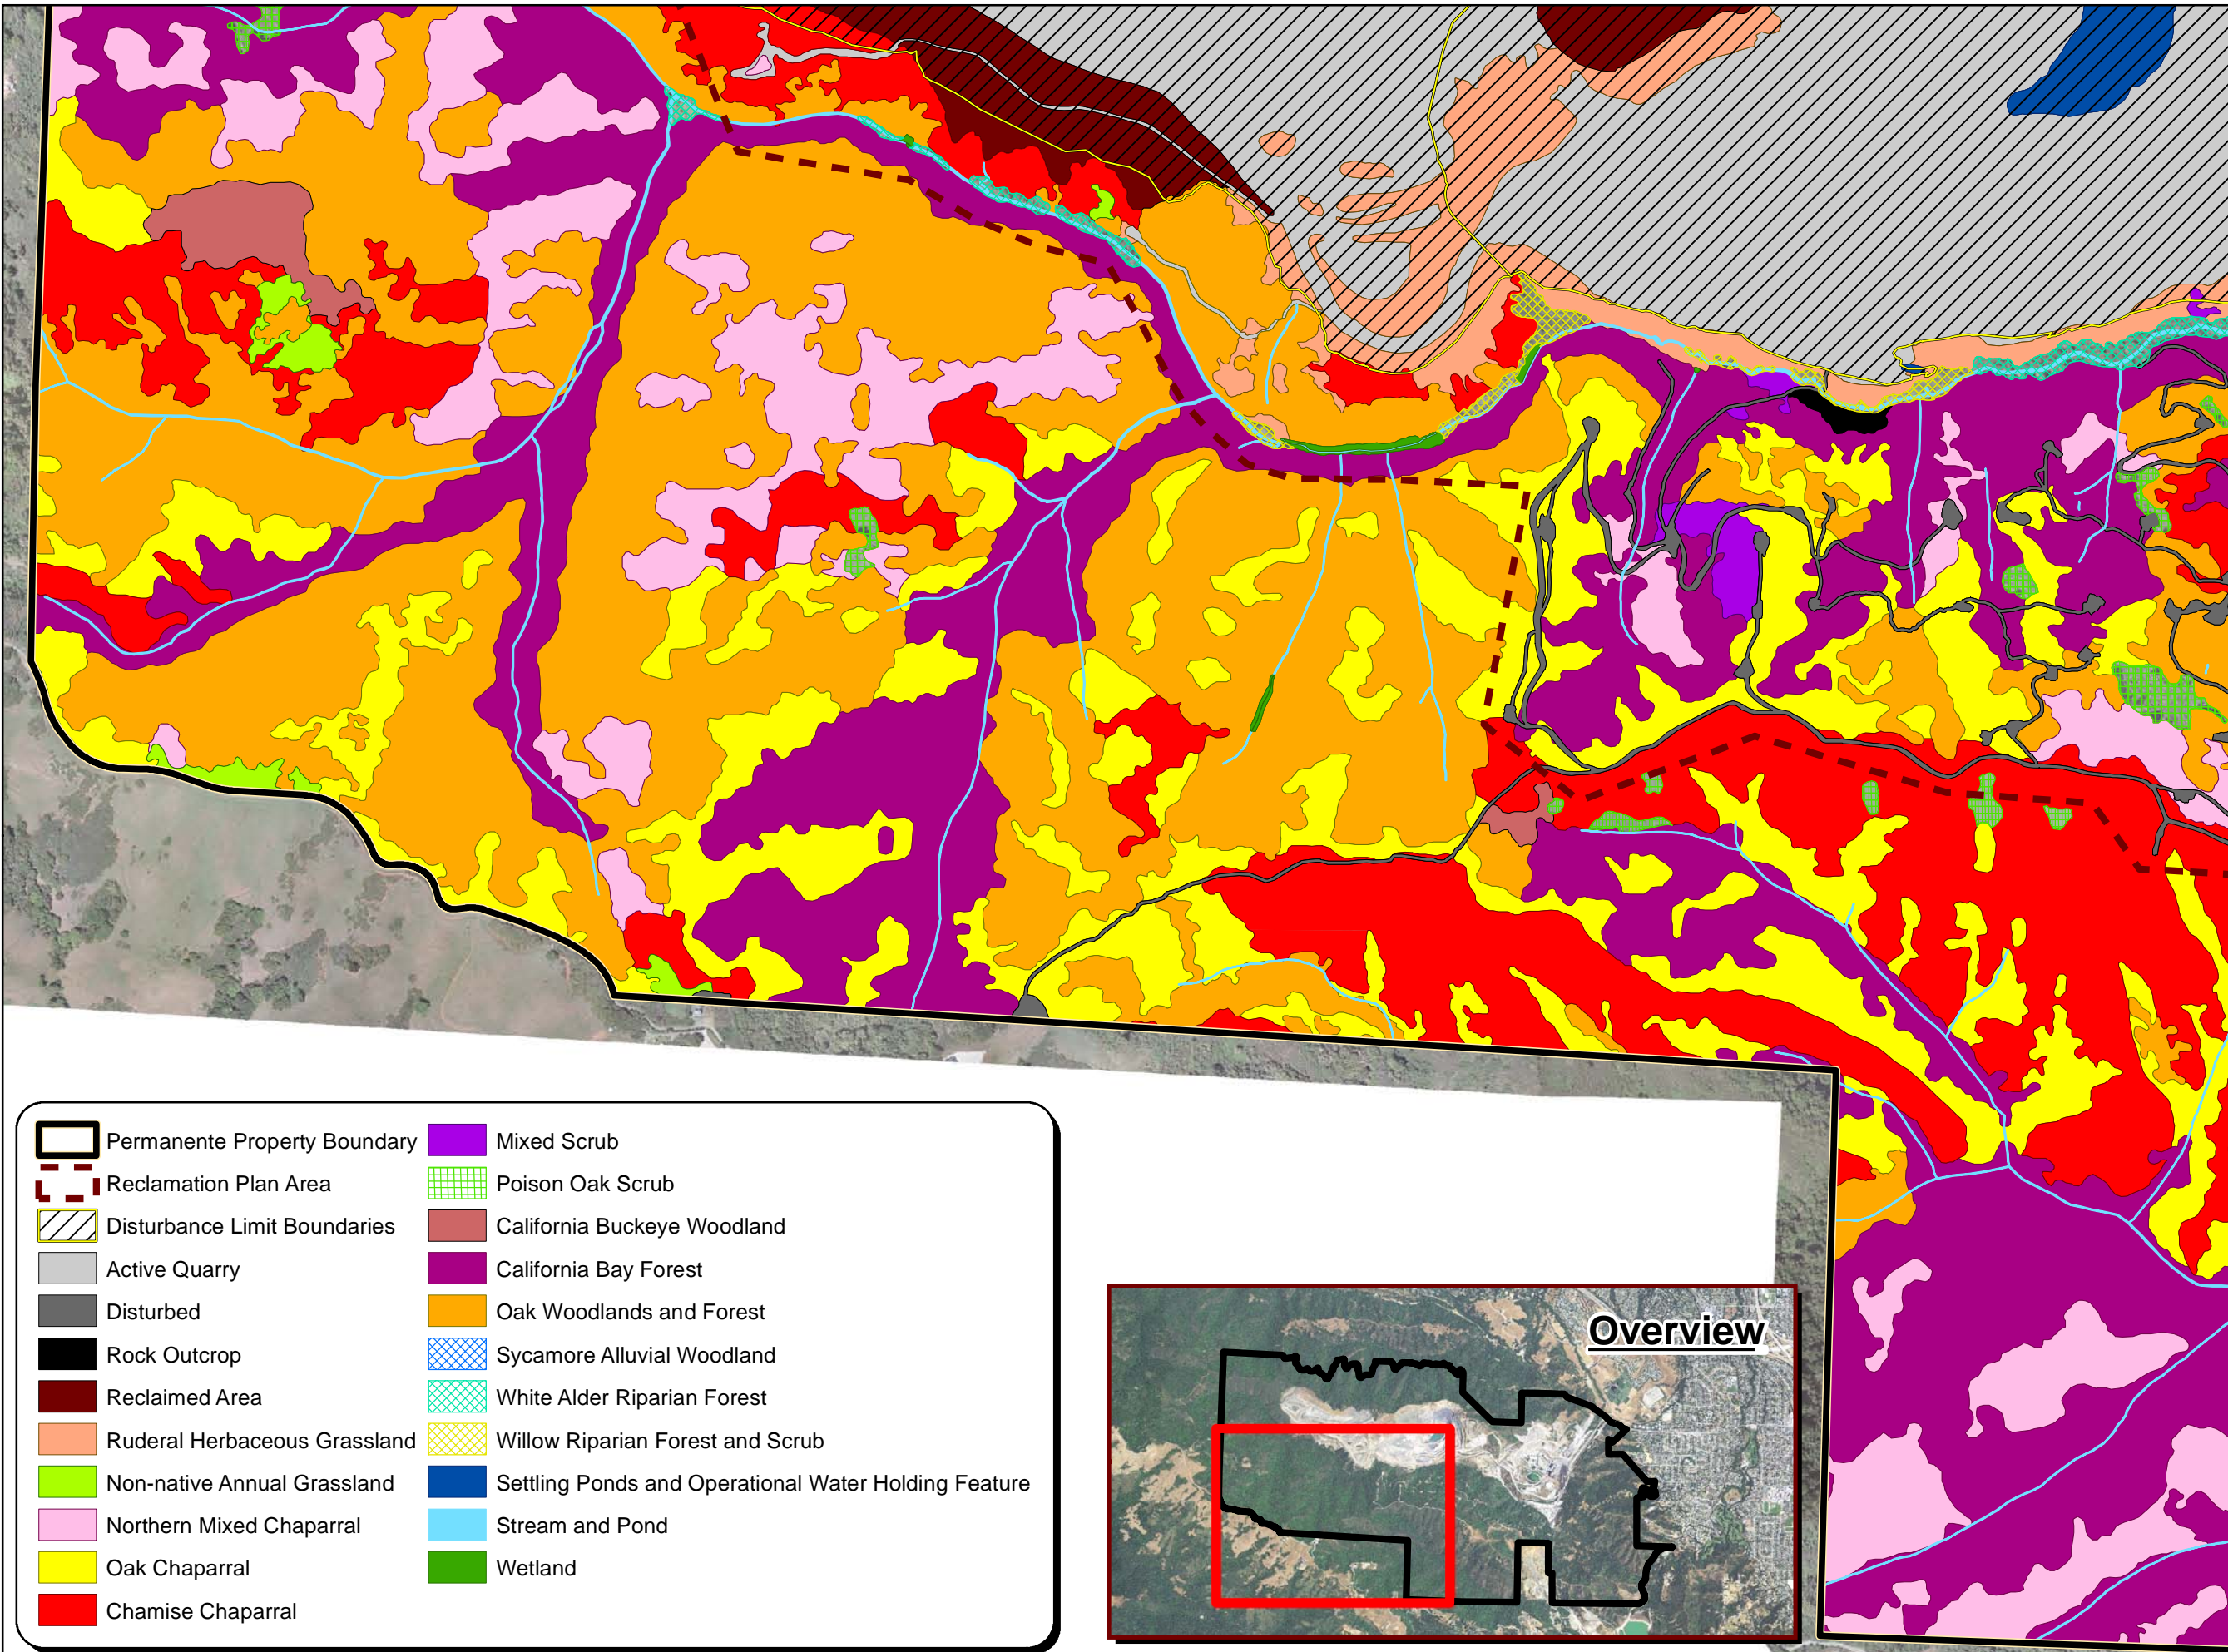 Permanente Property Boundary
Reclamation Plan Area
Disturbance Limit Boundaries
Active Quarry
Disturbed
Rock Outcrop
Reclaimed Area
Ruderal Herbaceous Grassland
Non-native Annual Grassland
Northern Mixed Chaparral
Oak Chaparral
Chamise Chaparral
Mixed Scrub
Poison Oak Scrub
California Buckeye Woodland
California Bay Forest
Oak Woodlands and Forest
Sycamore Alluvial Woodland
White Alder Riparian Forest
Willow Riparian Forest and Scrub
Settling Ponds and Operational Water Holding Feature
Stream and Pond
Wetland
Overview